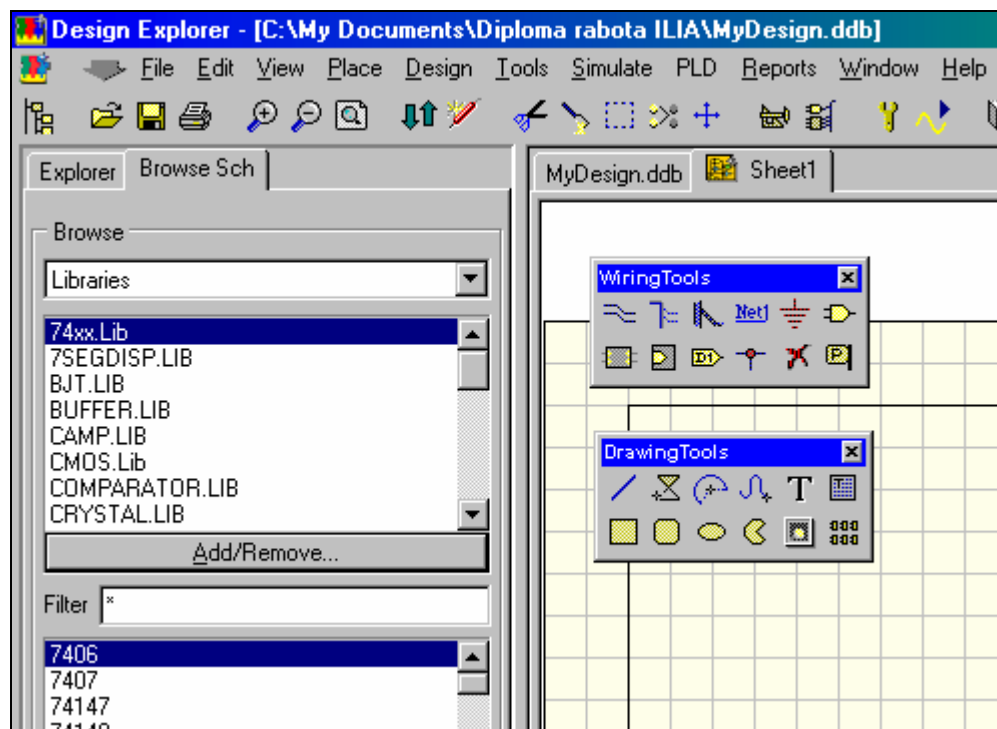 Design Explorer - [C:\My Documents\Diploma rabota ILIA\MyDesign.ddb]
File Edit View Place Design Tools Simulate PLD Reports Window Help
Explorer Browse Sch
MyDesign.ddb Sheet1
Browse
Libraries
74xx.Lib
7SEGDISP.LIB
BJT.LIB
BUFFER.LIB
CAMP.LIB
CMOS.Lib
COMPARATOR.LIB
CRYSTAL.LIB
Add/Remove...
Filter *
7406
7407
74147
74148
WiringTools
Net1
D1
P
DrawingTools
T